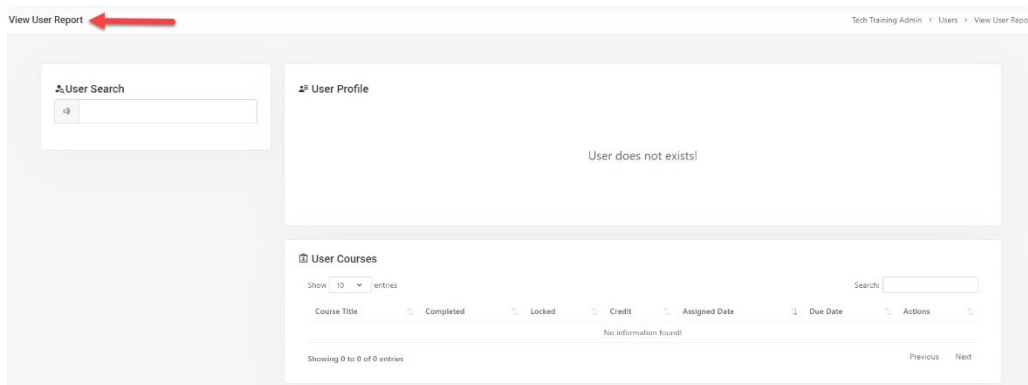 View User Report
Tech Training Admin > Users > View User Repo
User Search
User Profile
User does not exists!
User Courses
Show 10 entries
Search:
Course Title Completed Locked Credit Assigned Date Due Date Actions
No information found!
Showing 0 to 0 of 0 entries
Previous Next